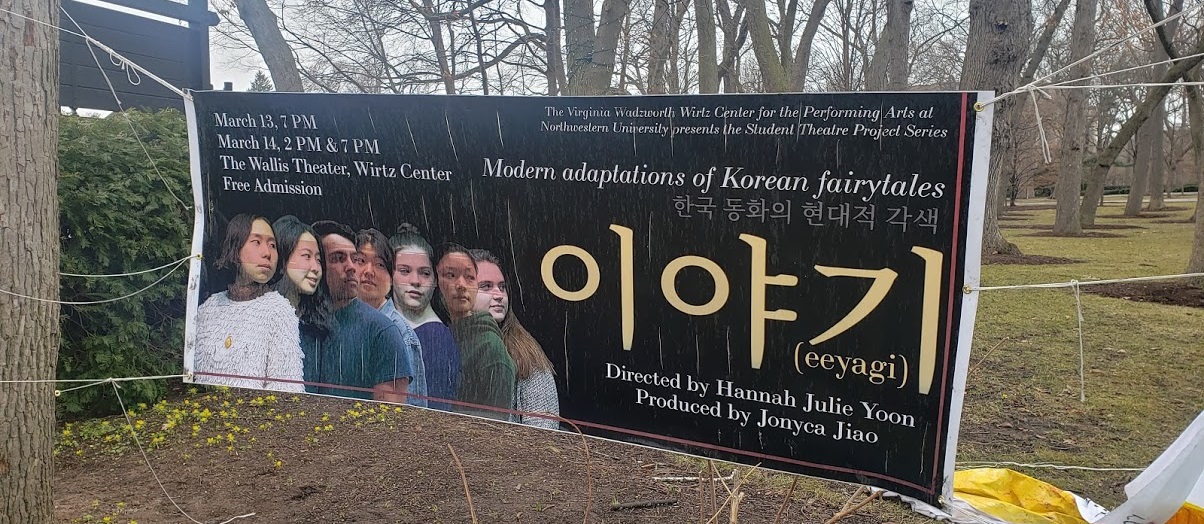 March 13, 7 PM
March 14, 2 PM & 7 PM
The Wallis Theater, Wirtz Center
Free Admission
The Virginia Wadzworth Wirtz Center for the Performing Arts at
Northwestern University presents the Student Theatre Project Series
Modern adaptations of Korean fairytales
한국 동화의 현대적 각색
이야기
(eeyagi)
Directed by Hannah Julie Yoon
Produced by Jonyca Jiao